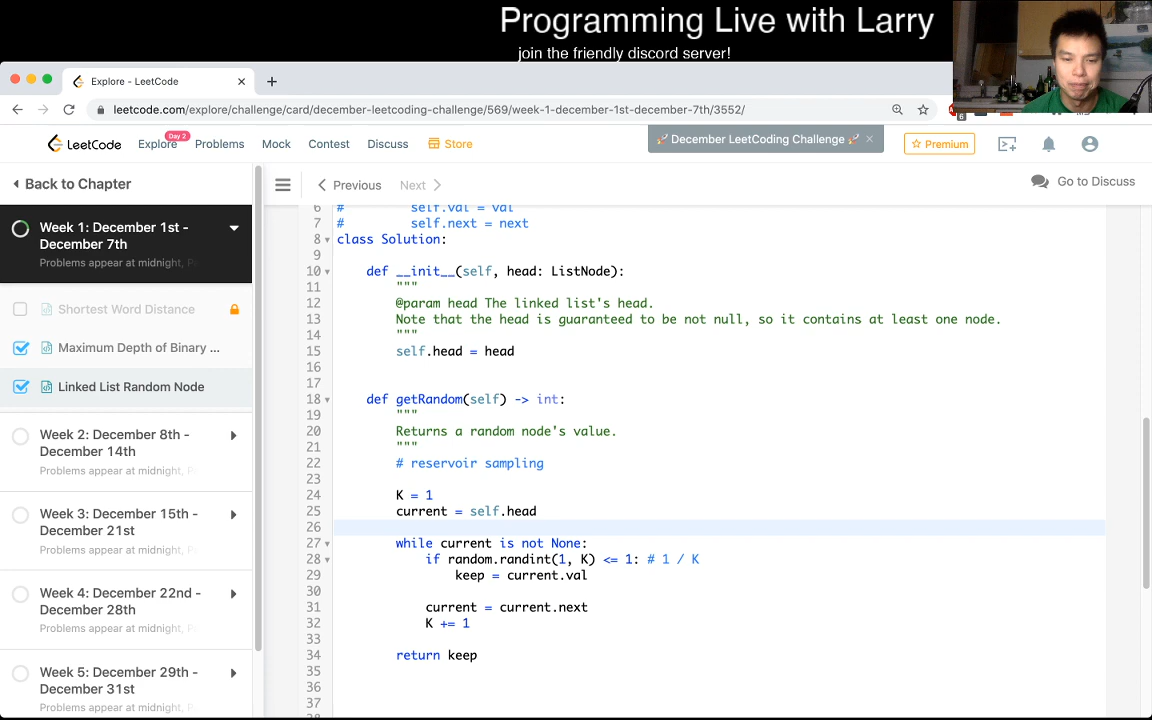 Programming Live with Larry
join the friendly discord server!
Explore - LeetCode
leetcode.com/explore/challenge/card/december-leetcoding-challenge/569/week-1-december-1st-december-7th/3552/
6
LeetCode
Explore
Day 2
Problems
Mock
Contest
Discuss
Store
🚀 December LeetCoding Challenge 🚀 ×
Premium
Back to Chapter
Previous
Next
Go to Discuss
Week 1: December 1st -
December 7th
Problems appear at midnight,
Shortest Word Distance
Maximum Depth of Binary ...
Linked List Random Node
Week 2: December 8th -
December 14th
Problems appear at midnight,
Week 3: December 15th -
December 21st
Problems appear at midnight,
Week 4: December 22nd -
December 28th
Problems appear at midnight,
Week 5: December 29th -
December 31st
Problems appear at midnight,
6 # self.val = val
7 # self.next = next
8 class Solution:
9
10 def __init__(self, head: ListNode):
11 """
12 @param head The linked list's head.
13 Note that the head is guaranteed to be not null, so it contains at least one node.
14 """
15 self.head = head
16
17
18 def getRandom(self) -> int:
19 """
20 Returns a random node's value.
21 """
22 # reservoir sampling
23
24 K = 1
25 current = self.head
26
27 while current is not None:
28 if random.randint(1, K) <= 1: # 1 / K
29 keep = current.val
30
31 current = current.next
32 K += 1
33
34 return keep
35
36
37
38